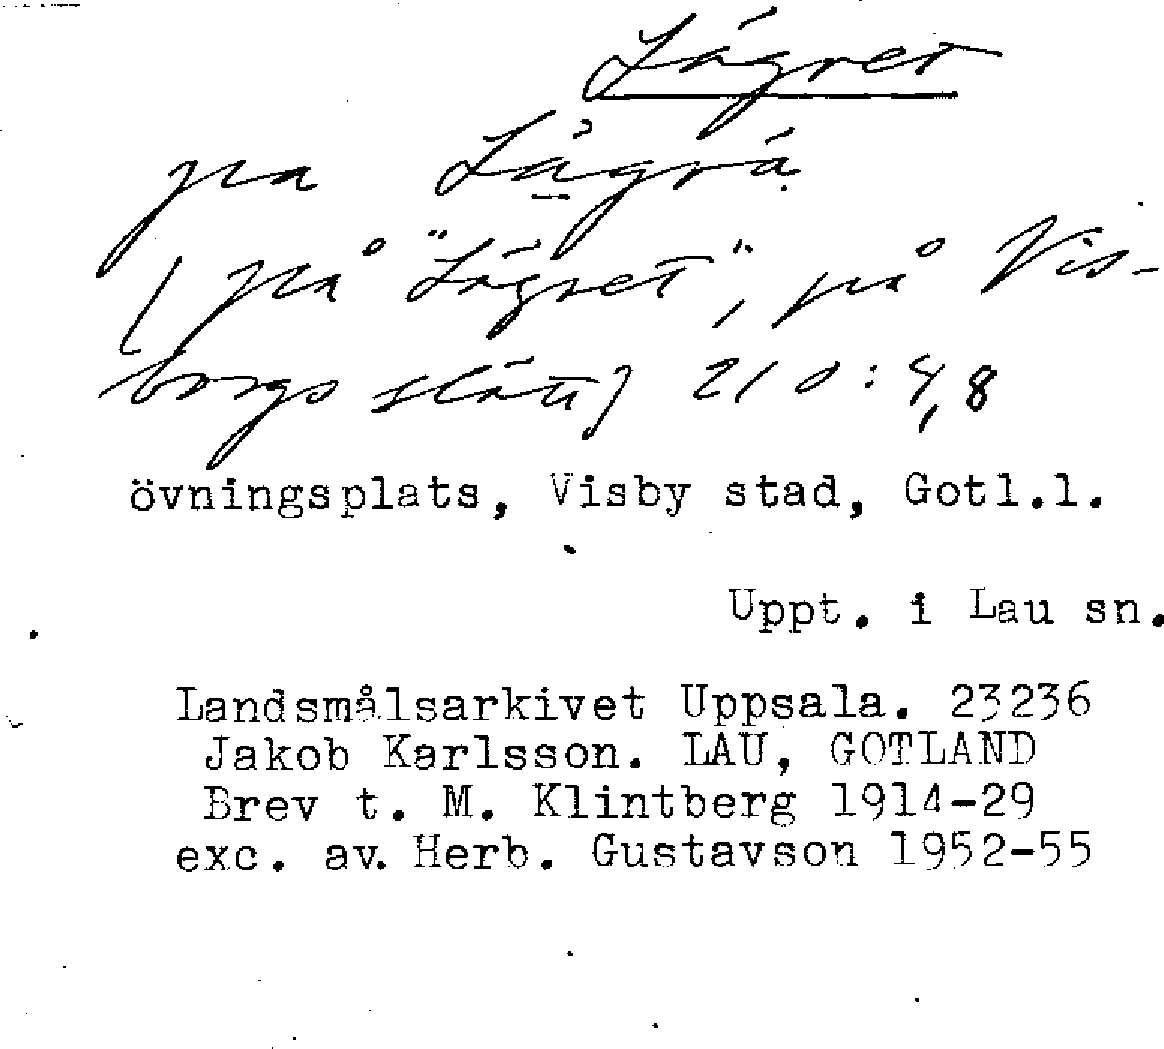 Lägret
pa Lägrä
[på "Lägret", på Vis-
borgs slätt] 210:4,8
övningsplats, Visby stad, Gotl.l.
Uppt. i Lau sn.
Landsmålsarkivet Uppsala. 23236
Jakob Karlsson. LAU, GOTLAND
Brev t. M. Klintberg 1914-29
exc. av. Herb. Gustavson 1952-55